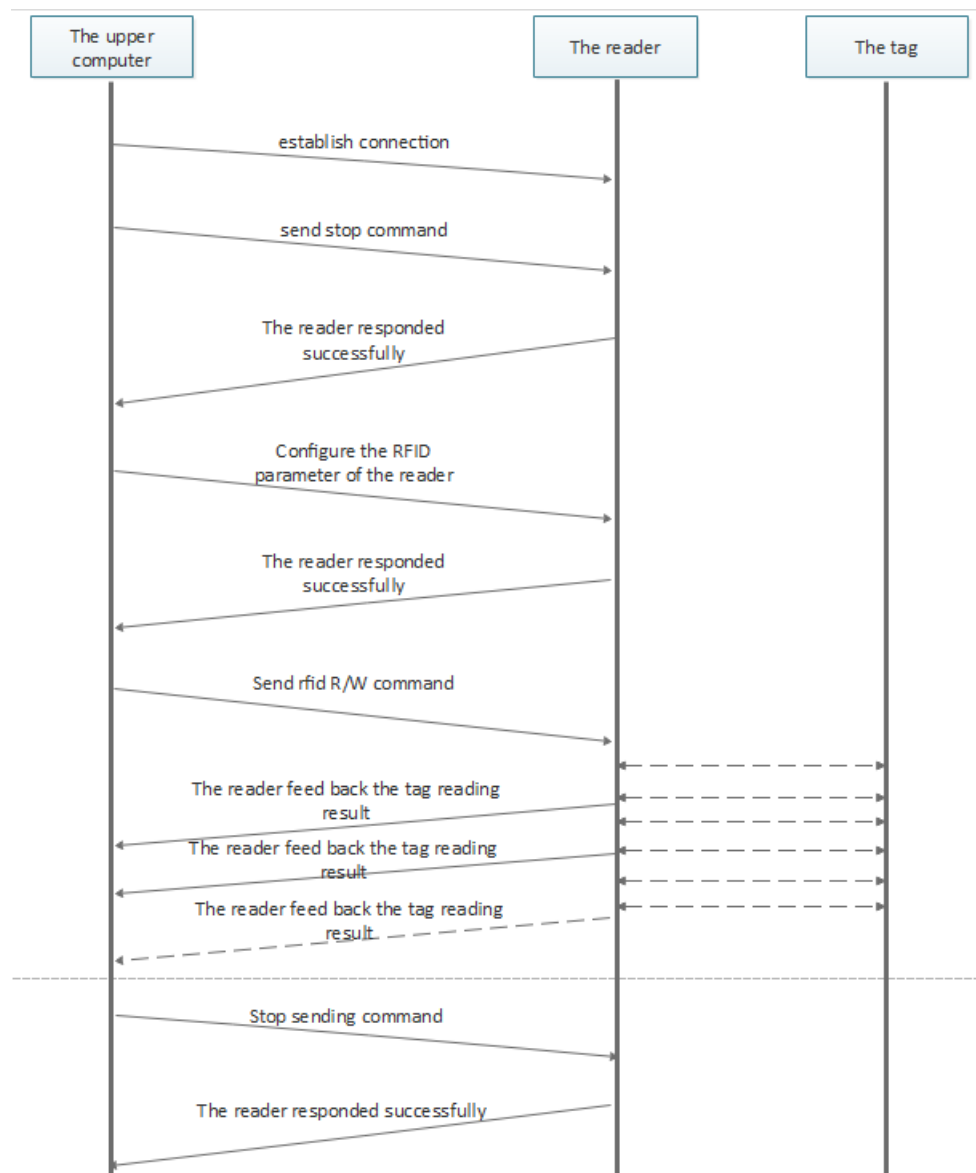 The upper
computer
The reader
The tag
establish connection
send stop command
The reader responded
successfully
Configure the RFID
parameter of the reader
The reader responded
successfully
Send rfid R/W command
The reader feed back the tag reading
result
The reader feed back the tag reading
result
The reader feed back the tag reading
result
Stop sending command
The reader responded successfully